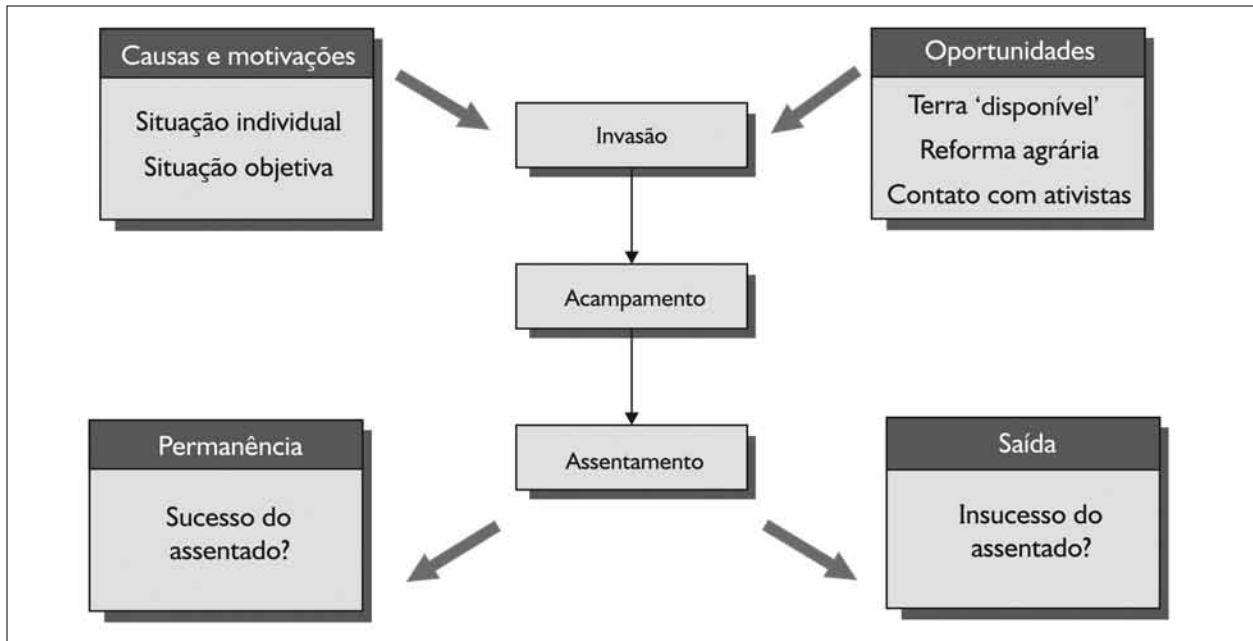 Causas e motivações
Situação individual
Situação objetiva
Oportunidades
Terra ‘disponível’
Reforma agrária
Contato com ativistas
Invasão
Acampamento
Assentamento
Permanência
Sucesso do
assentado?
Saída
Insucesso do
assentado?